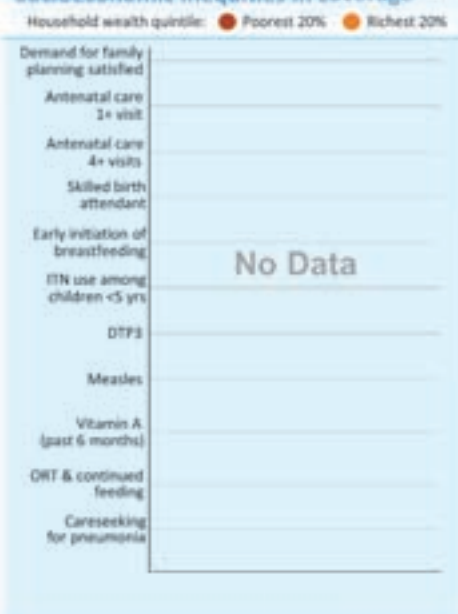 Socioeconomic inequities in coverage
Household wealth quintile: Poorest 20% Richest 20%
Demand for family
planning satisfied
Antenatal care
1+ visit
Antenatal care
4+ visits
Skilled birth
attendant
Early initiation of
breastfeeding
No Data
ITN use among
children <5 yrs
DTP3
Measles
Vitamin A
(past 6 months)
ORT & continued
feeding
Careseeking
for pneumonia